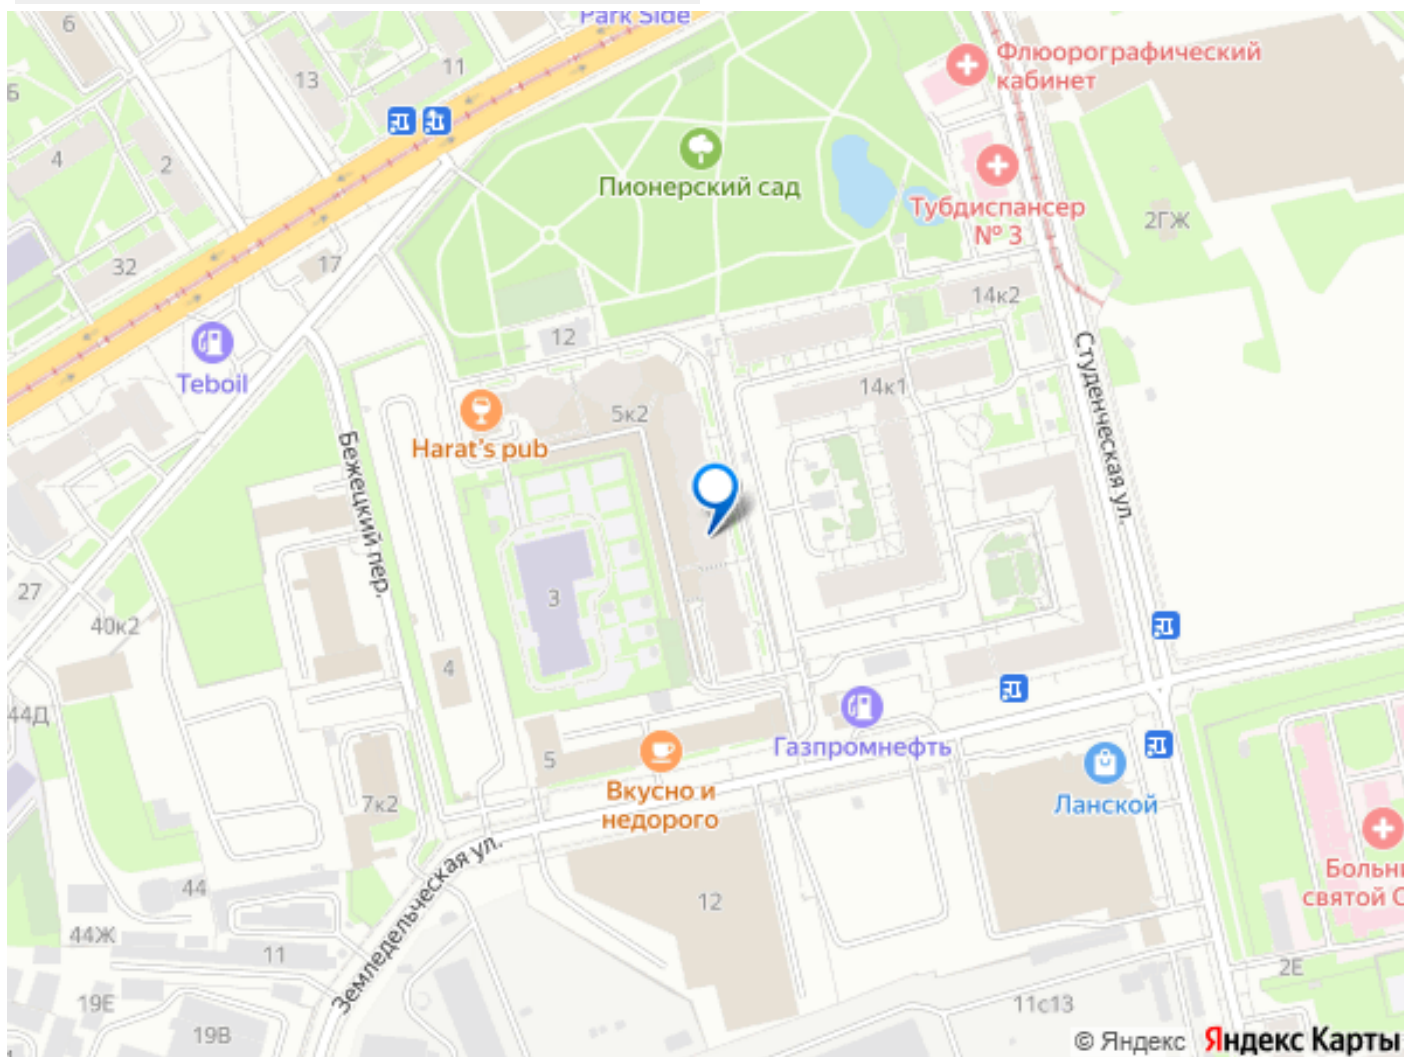 Park Side
6
Флюорографический
кабинет
13
11
4
2
Пионерский сад
Тубдиспансер
№ 3
2ГЖ
32
17
14к2
12
Teboil
14к1
5к2
Harat's pub
Студенческая ул.
Бежецкий пер.
27
3
40к2
4
44Д
Газпромнефть
5
Вкусно и
недорого
Ланской
7к2
Земледельческая ул.
44
12
Больн
святой
44Ж
11
2Е
19Е
11с13
19В
© Яндекс
Яндекс Карты